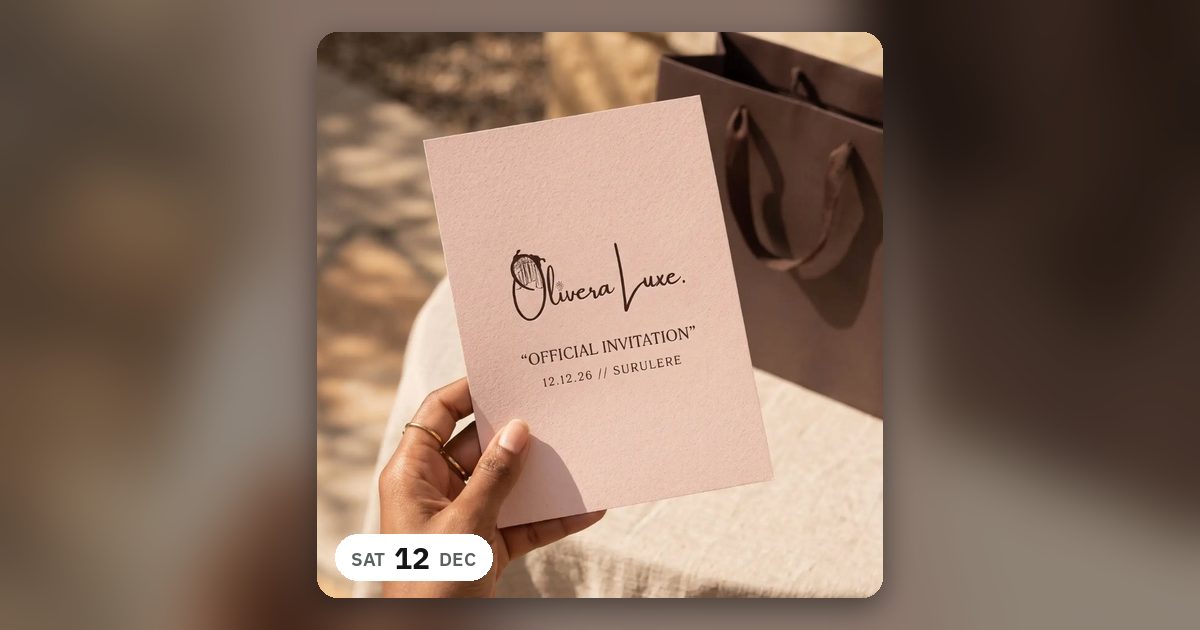 Olivera Luxe.
“OFFICIAL INVITATION”
12.12.26 // SURULERE
SAT 12 DEC